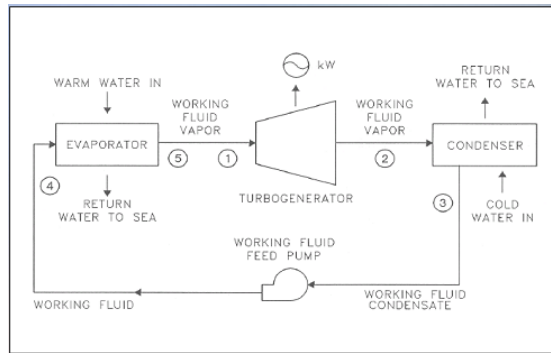 WARM WATER IN
EVAPORATOR
RETURN
WATER TO SEA
WORKING
FLUID
VAPOR
5
1
kW
TURBOGENERATOR
WORKING
FLUID
VAPOR
2
RETURN
WATER TO SEA
CONDENSER
3
COLD
WATER IN
4
WORKING FLUID
FEED PUMP
WORKING FLUID
WORKING FLUID
CONDENSATE